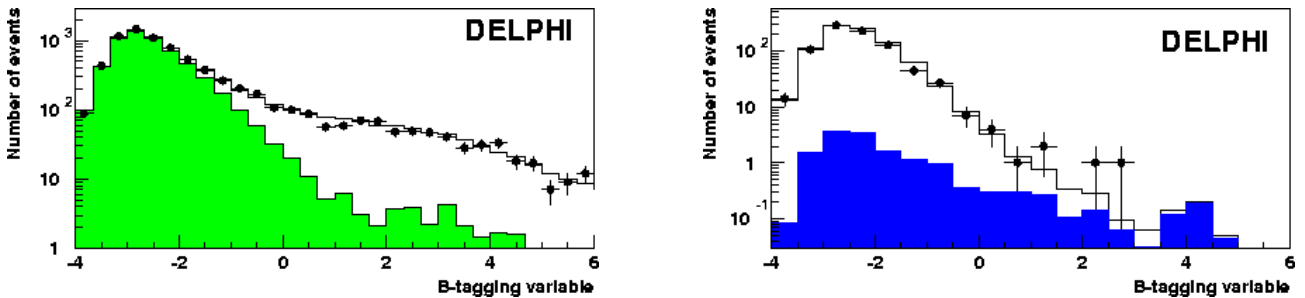 DELPHI
Number of events
10³
10²
10
1
-4 -2 0 2 4 6
B-tagging variable
DELPHI
Number of events
10²
10
1
10⁻¹
-4 -2 0 2 4 6
B-tagging variable